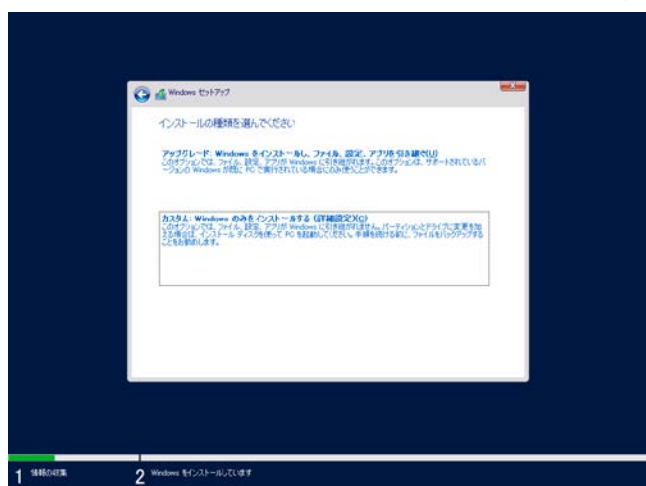 Windows セットアップ
インストールの種類を選んでください
アップグレード: Windows をインストールし、ファイル、設定、アプリを引き継ぐ(U)
このオプションでは、ファイル、設定、アプリが Windows に引き継がれます。このオプションは、サポートされているバ
ージョンの Windows が既に PC で実行されている場合にのみ使うことができます。
カスタム: Windows のみをインストールする (詳細設定)(C)
このオプションでは、ファイル、設定、アプリが Windows に引き継がれません。パーティションとドライブに変更を加
える場合は、インストール ディスクを使って PC を起動してください。手順を続ける前に、ファイルをバックアップする
ことをお勧めします。
1 情報の収集
2 Windows をインストールしています